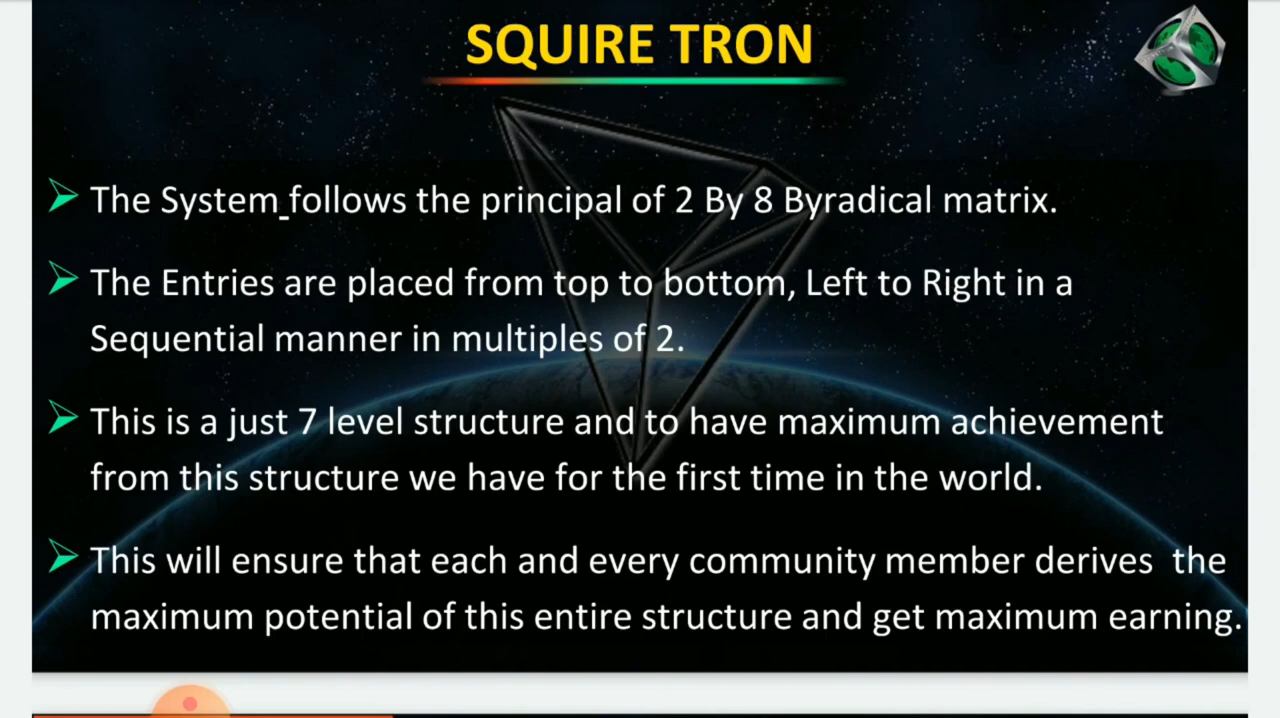 SQUIRE TRON
The System follows the principal of 2 By 8 Byradical matrix.
The Entries are placed from top to bottom, Left to Right in a
Sequential manner in multiples of 2.
This is a just 7 level structure and to have maximum achievement
from this structure we have for the first time in the world.
This will ensure that each and every community member derives the
maximum potential of this entire structure and get maximum earning.